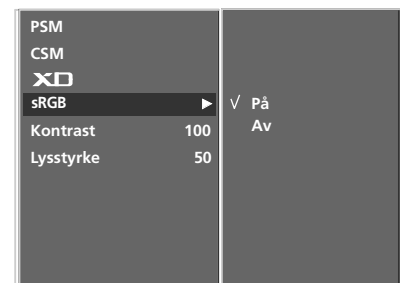 PSM
CSM
XD
sRGB ▶ √ På
Av
Kontrast 100
Lysstyrke 50